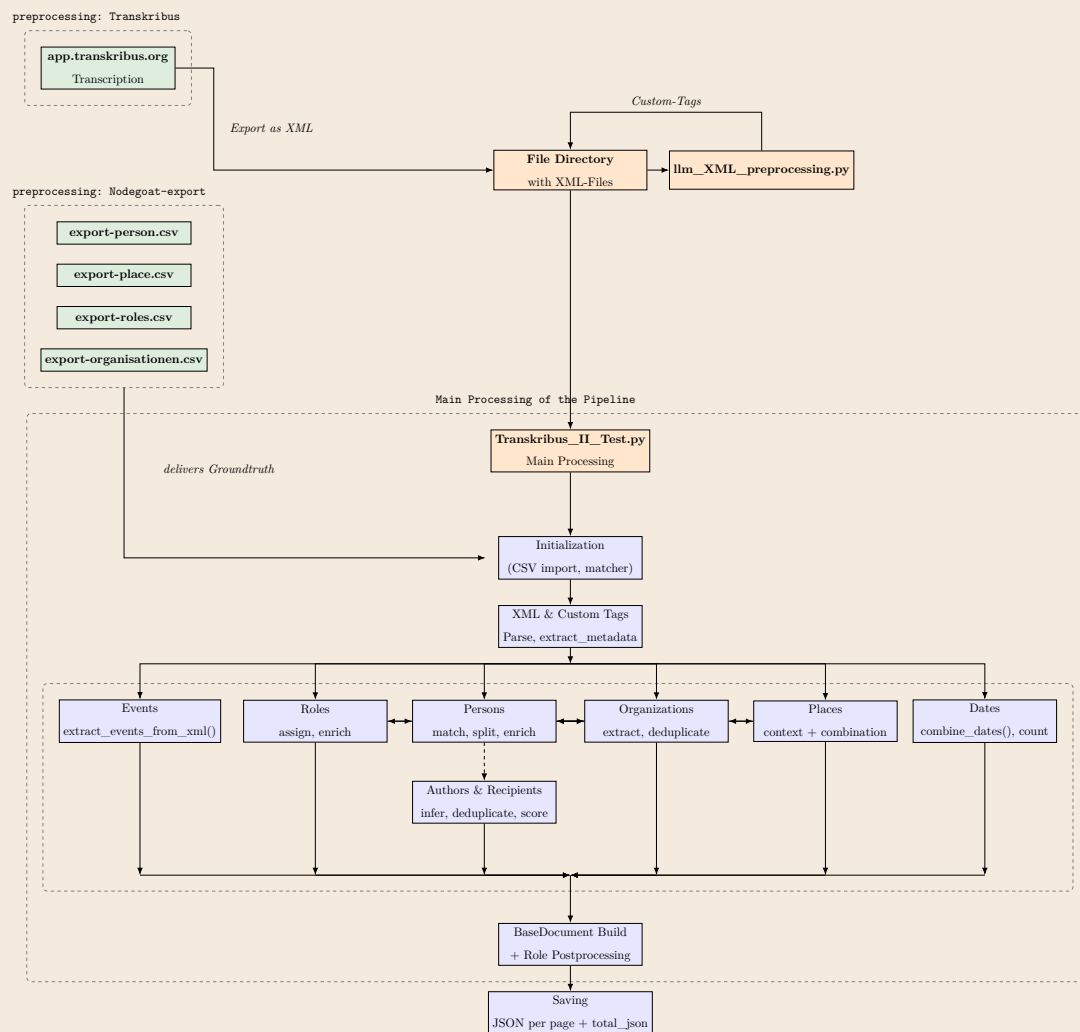 preprocessing: Transkribus
app.transkribus.org
Transcription
Export as XML
Custom-Tags
File Directory
with XML-Files
llm_XML_preprocessing.py
preprocessing: Nodegoat-export
export-person.csv
export-place.csv
export-roles.csv
export-organisationen.csv
delivers Groundtruth
Main Processing of the Pipeline
Transkribus_II_Test.py
Main Processing
Initialization
(CSV import, matcher)
XML & Custom Tags
Parse, extract_metadata
Events
extract_events_from_xml()
Roles
assign, enrich
Persons
match, split, enrich
Organizations
extract, deduplicate
Places
context + combination
Dates
combine_dates(), count
Authors & Recipients
infer, deduplicate, score
BaseDocument Build
+ Role Postprocessing
Saving
JSON per page + total_json